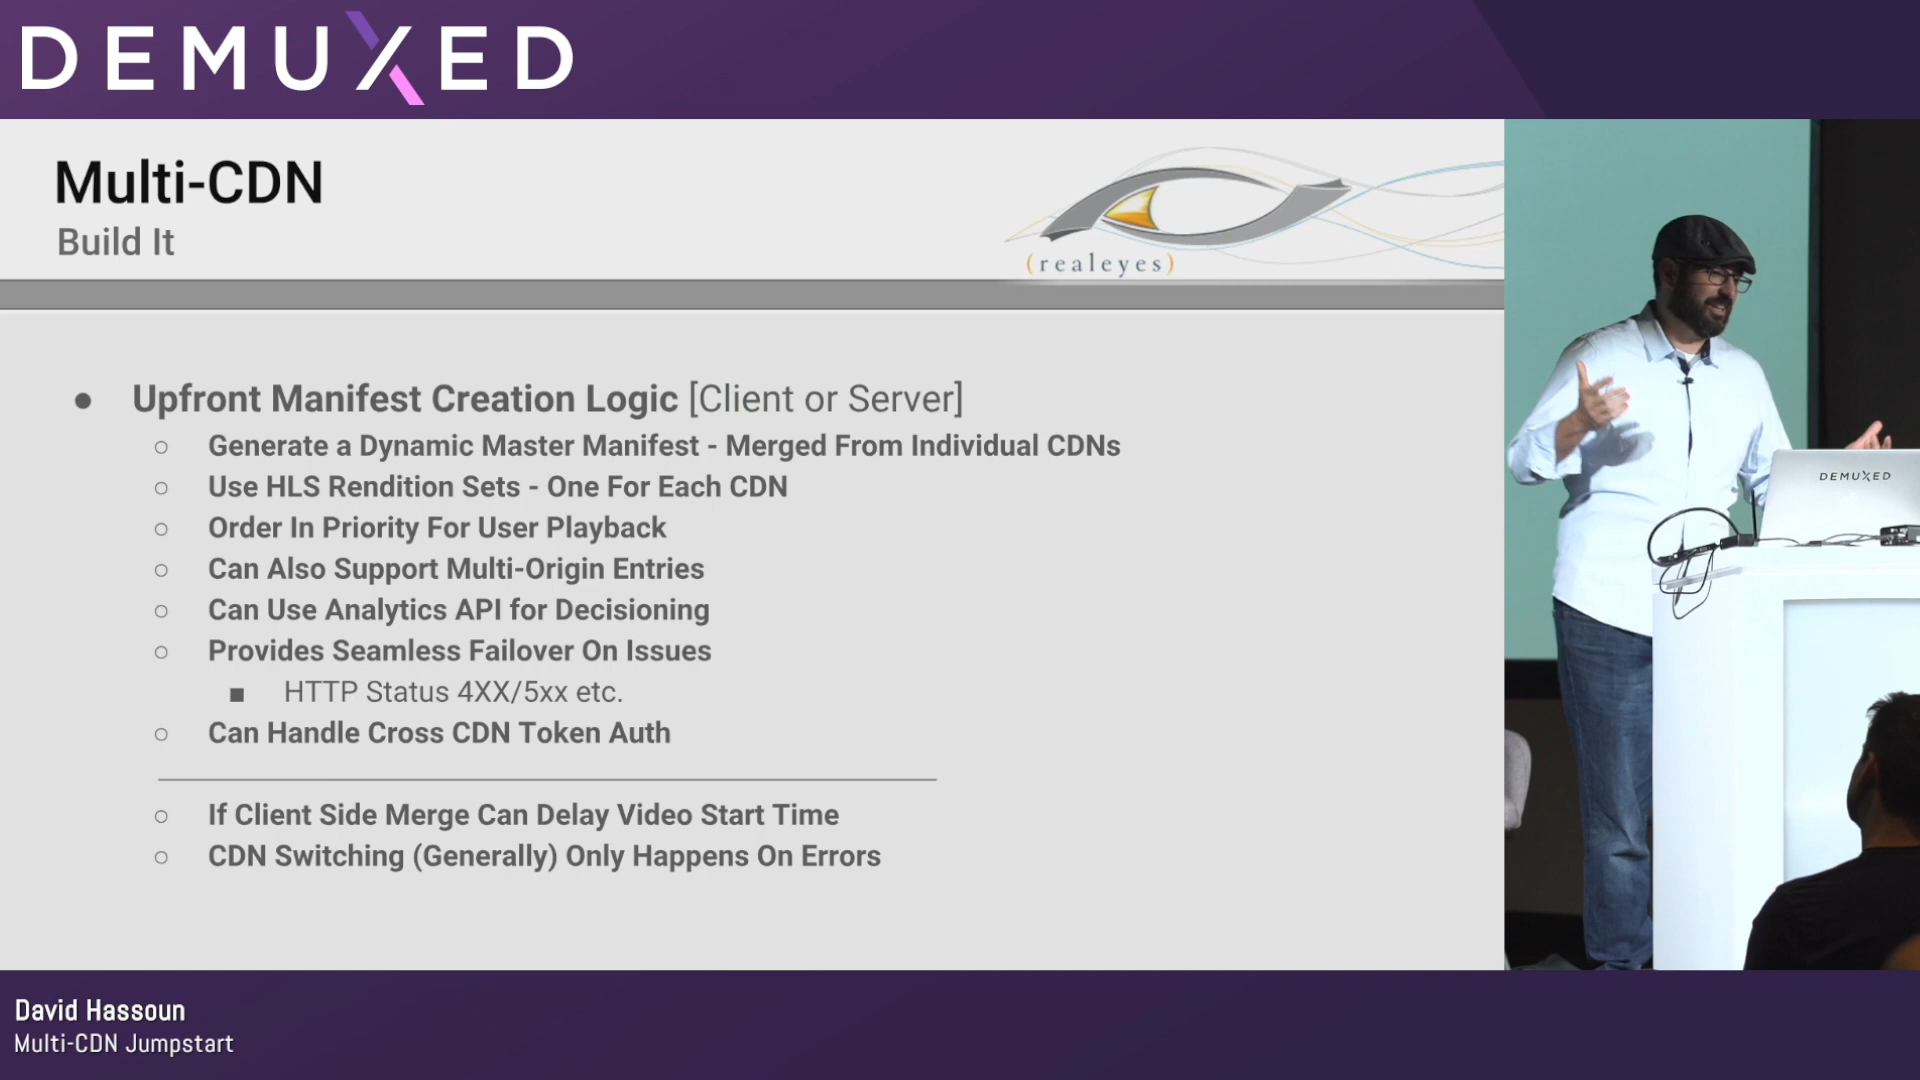 DEMUXED
Multi-CDN
Build It
(realeyes)
Upfront Manifest Creation Logic [Client or Server]
Generate a Dynamic Master Manifest - Merged From Individual CDNs
Use HLS Rendition Sets - One For Each CDN
Order In Priority For User Playback
Can Also Support Multi-Origin Entries
Can Use Analytics API for Decisioning
Provides Seamless Failover On Issues
HTTP Status 4XX/5xx etc.
Can Handle Cross CDN Token Auth
If Client Side Merge Can Delay Video Start Time
CDN Switching (Generally) Only Happens On Errors
DEMUXED
David Hassoun
Multi-CDN Jumpstart